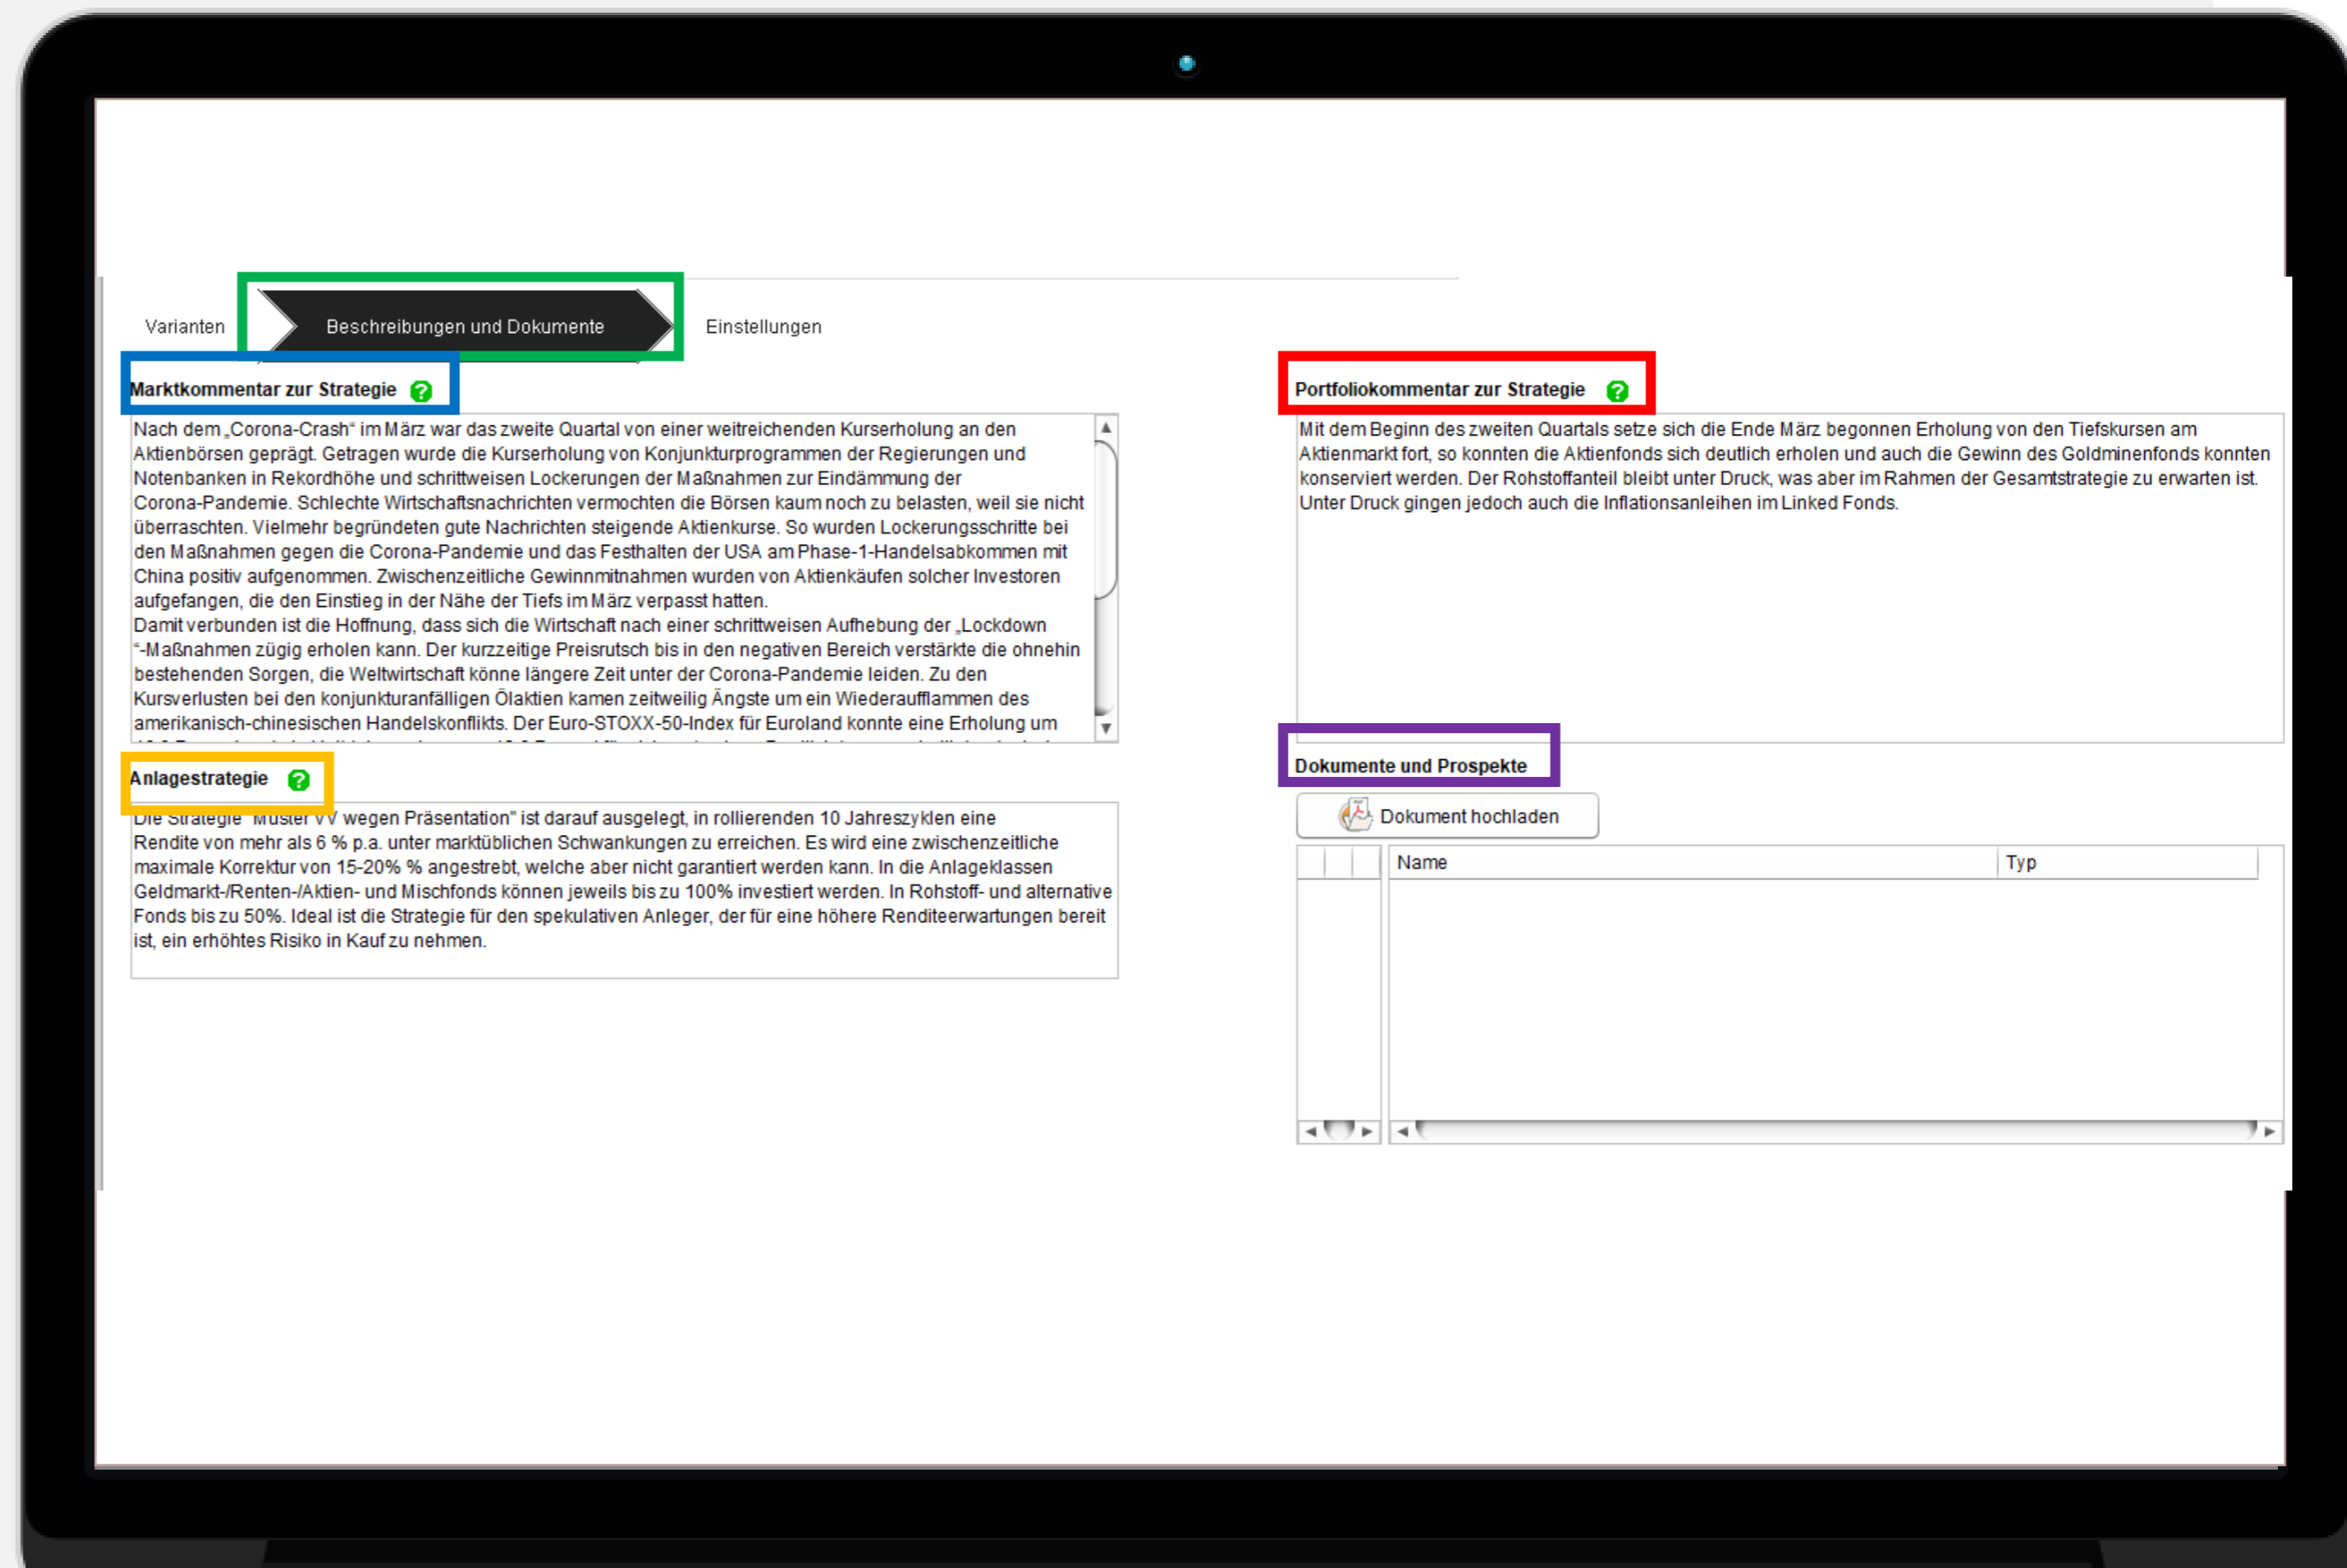 Varianten
Beschreibungen und Dokumente
Einstellungen
Marktkommentar zur Strategie ?
Nach dem „Corona-Crash“ im März war das zweite Quartal von einer weitreichenden Kurserholung an den
Aktienbörsen geprägt. Getragen wurde die Kurserholung von Konjunkturprogrammen der Regierungen und
Notenbanken in Rekordhöhe und schrittweisen Lockerungen der Maßnahmen zur Eindämmung der
Corona-Pandemie. Schlechte Wirtschaftsnachrichten vermochten die Börsen kaum noch zu belasten, weil sie nicht
überraschten. Vielmehr begründeten gute Nachrichten steigende Aktienkurse. So wurden Lockerungsschritte bei
den Maßnahmen gegen die Corona-Pandemie und das Festhalten der USA am Phase-1-Handelsabkommen mit
China positiv aufgenommen. Zwischenzeitliche Gewinnmitnahmen wurden von Aktienkäufen solcher Investoren
aufgefangen, die den Einstieg in der Nähe der Tiefs im März verpasst hatten.
Damit verbunden ist die Hoffnung, dass sich die Wirtschaft nach einer schrittweisen Aufhebung der „Lockdown
“-Maßnahmen zügig erholen kann. Der kurzzeitige Preisrutsch bis in den negativen Bereich verstärkte die ohnehin
bestehenden Sorgen, die Weltwirtschaft könne längere Zeit unter der Corona-Pandemie leiden. Zu den
Kursverlusten bei den konjunkturanfälligen Ölaktien kamen zeitweilig Ängste um ein Wiederaufflammen des
amerikanisch-chinesischen Handelskonflikts. Der Euro-STOXX-50-Index für Euroland konnte eine Erholung um
Anlagestrategie ?
Die Strategie "Muster VV wegen Präsentation" ist darauf ausgelegt, in rollierenden 10 Jahreszyklen eine
Rendite von mehr als 6 % p.a. unter marktüblichen Schwankungen zu erreichen. Es wird eine zwischenzeitliche
maximale Korrektur von 15-20% % angestrebt, welche aber nicht garantiert werden kann. In die Anlageklassen
Geldmarkt-/Renten-/Aktien- und Mischfonds können jeweils bis zu 100% investiert werden. In Rohstoff- und alternative
Fonds bis zu 50%. Ideal ist die Strategie für den spekulativen Anleger, der für eine höhere Renditeerwartungen bereit
ist, ein erhöhtes Risiko in Kauf zu nehmen.
Portfoliokommentar zur Strategie ?
Mit dem Beginn des zweiten Quartals setze sich die Ende März begonnen Erholung von den Tiefskursen am
Aktienmarkt fort, so konnten die Aktienfonds sich deutlich erholen und auch die Gewinn des Goldminenfonds konnten
konserviert werden. Der Rohstoffanteil bleibt unter Druck, was aber im Rahmen der Gesamtstrategie zu erwarten ist.
Unter Druck gingen jedoch auch die Inflationsanleihen im Linked Fonds.
Dokumente und Prospekte
Dokument hochladen
Name
Typ